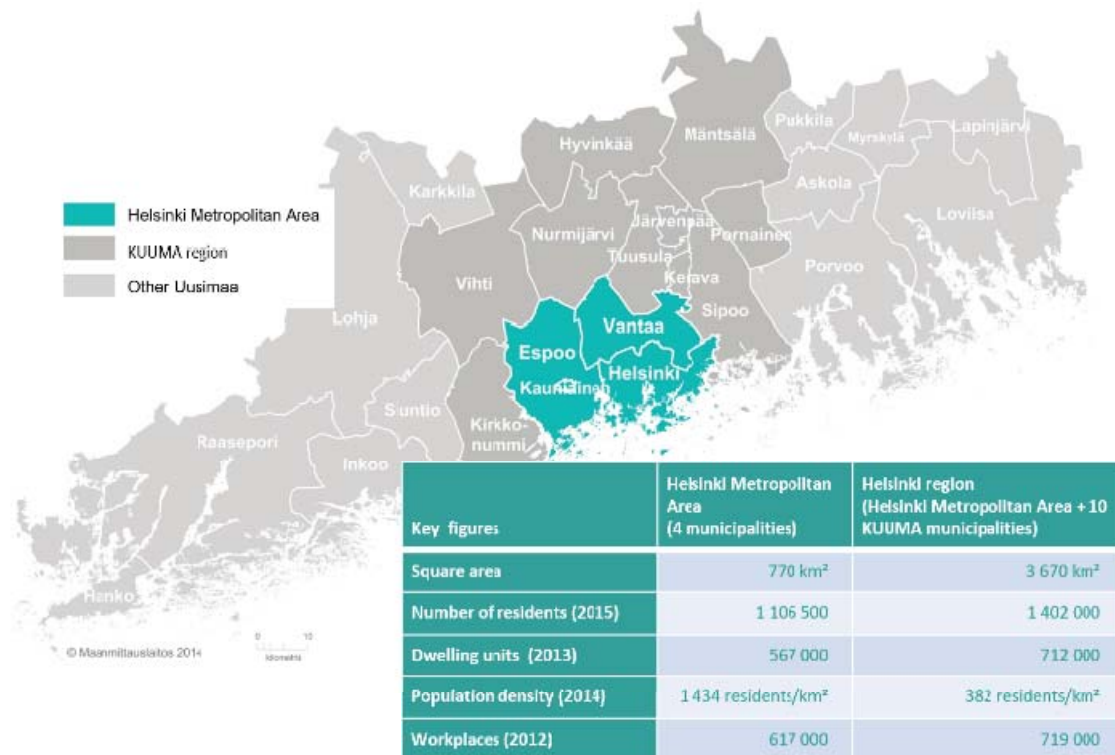 Mäntsälä
Pukkila
Myrskylä
Lapinjärvi
Hyvinkää
Karkkila
Askola
Loviisa
Helsinki Metropolitan Area
KUUMA region
Other Uusimaa
Järvenpää
Nurmijärvi
Pornainen
Tuusula
Kerava
Porvoo
Vihti
Sipoo
Lohja
Vantaa
Espoo
Helsinki
Kauniainen
Siuntio
Kirkko-
nummi
Raasepori
Inkoo
Hanko
0 10
kilometriä
© Maanmittauslaitos 2014
Key figures
Helsinki Metropolitan
Area
(4 municipalities)
Helsinki region
(Helsinki Metropolitan Area + 10
KUUMA municipalities)
Square area 770 km² 3 670 km²
Number of residents (2015) 1 106 500 1 402 000
Dwelling units (2013) 567 000 712 000
Population density (2014) 1 434 residents/km² 382 residents/km²
Workplaces (2012) 617 000 719 000